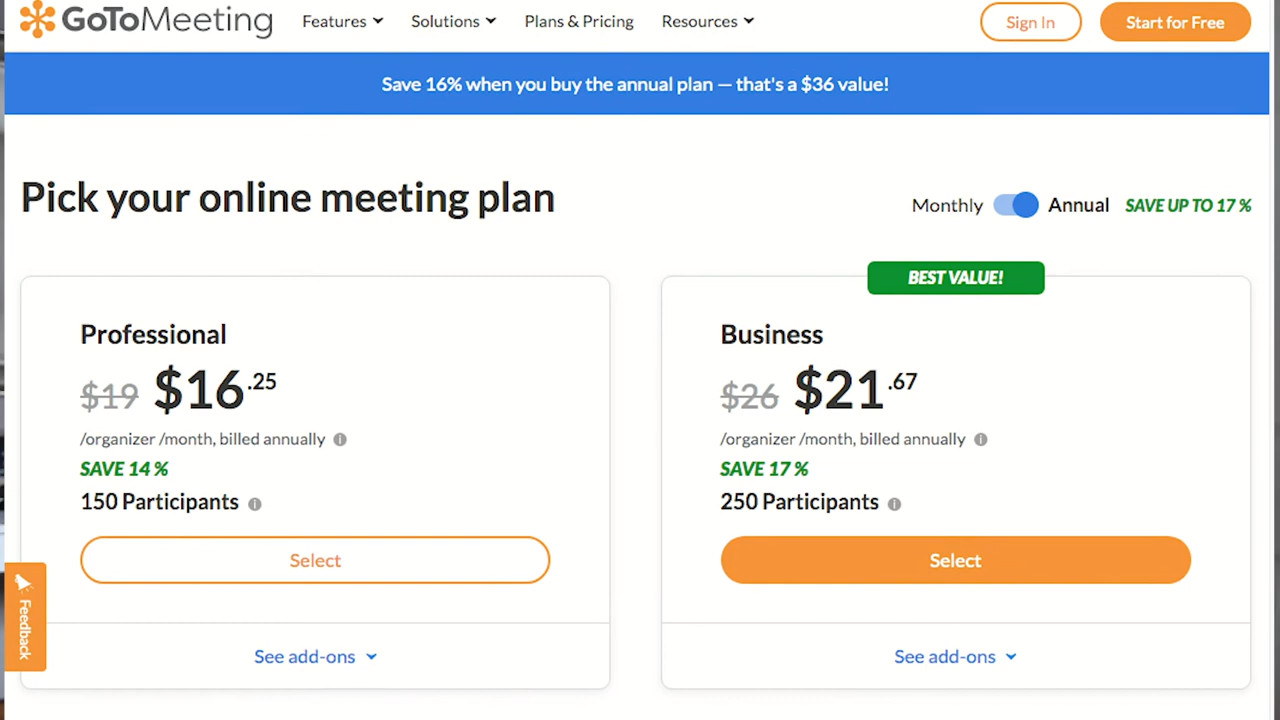 GoToMeeting Features Solutions Plans & Pricing Resources Sign In Start for Free
Save 16% when you buy the annual plan — that's a $36 value!
Pick your online meeting plan
Monthly Annual SAVE UP TO 17 %
BEST VALUE!
Professional
$19 $16.25
/organizer /month, billed annually
SAVE 14 %
150 Participants
Select
See add-ons
Business
$26 $21.67
/organizer /month, billed annually
SAVE 17 %
250 Participants
Select
See add-ons
Feedback